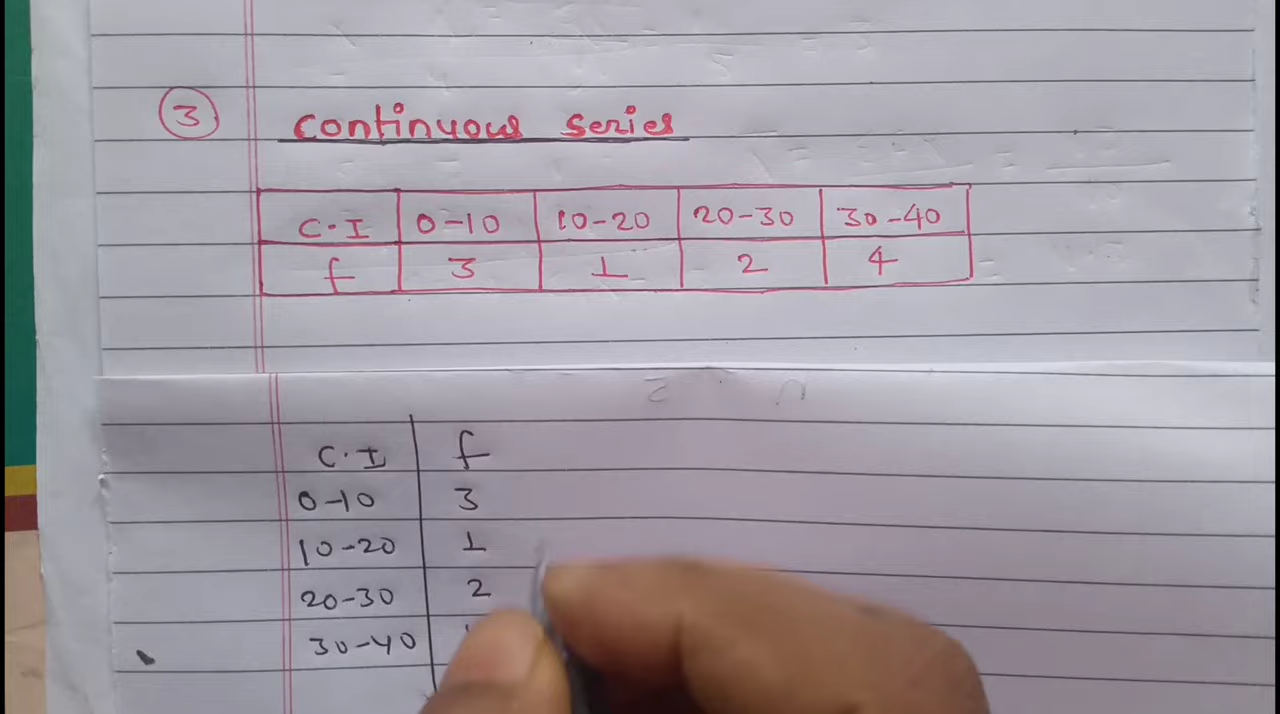 3 continuous series
C.I 0-10 10-20 20-30 30-40
f 3 1 2 4
C.I f
0-10 3
10-20 1
20-30 2
30-40